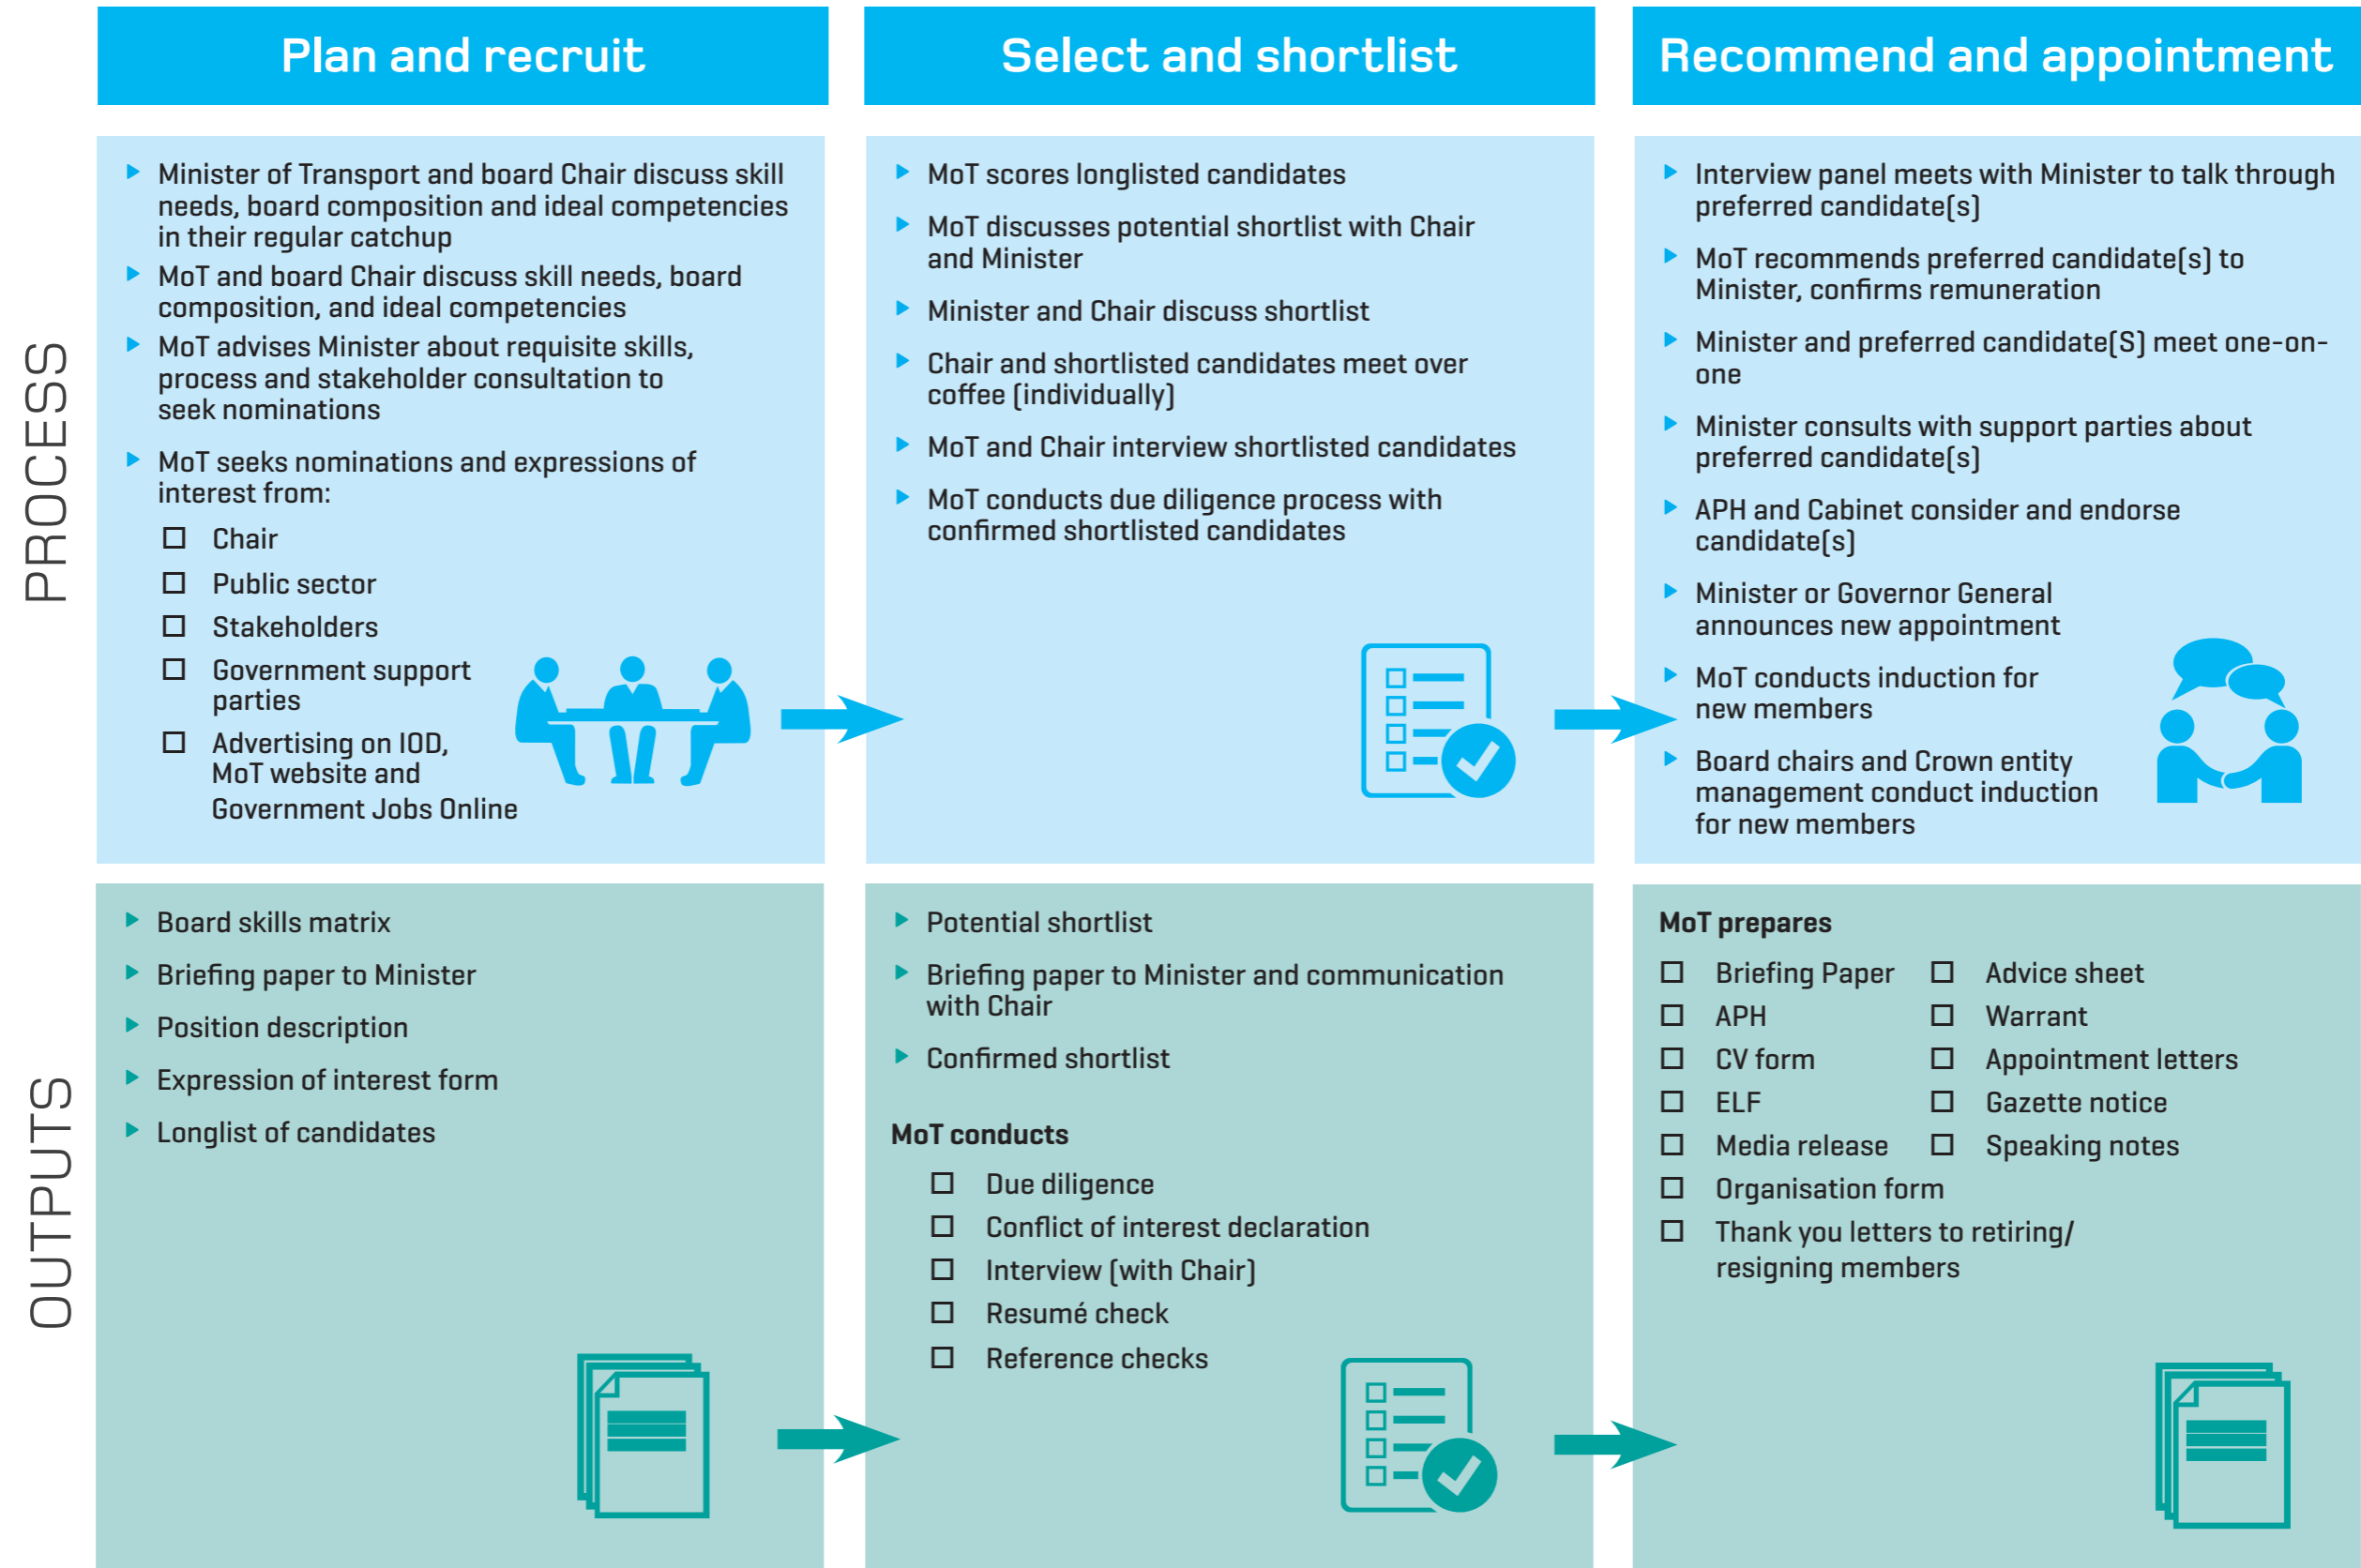 Plan and recruit
Select and shortlist
Recommend and appointment
PROCESS
Minister of Transport and board Chair discuss skill
needs, board composition and ideal competencies
in their regular catchup
MoT and board Chair discuss skill needs, board
composition, and ideal competencies
MoT advises Minister about requisite skills,
process and stakeholder consultation to
seek nominations
MoT seeks nominations and expressions of
interest from:
Chair
Public sector
Stakeholders
Government support
parties
Advertising on IOD,
MoT website and
Government Jobs Online
MoT scores longlisted candidates
MoT discusses potential shortlist with Chair
and Minister
Minister and Chair discuss shortlist
Chair and shortlisted candidates meet over
coffee (individually)
MoT and Chair interview shortlisted candidates
MoT conducts due diligence process with
confirmed shortlisted candidates
Interview panel meets with Minister to talk through
preferred candidate(s)
MoT recommends preferred candidate(s) to
Minister, confirms remuneration
Minister and preferred candidate(S) meet one-on-
one
Minister consults with support parties about
preferred candidate(s)
APH and Cabinet consider and endorse
candidate(s)
Minister or Governor General
announces new appointment
MoT conducts induction for
new members
Board chairs and Crown entity
management conduct induction
for new members
OUTPUTS
Board skills matrix
Briefing paper to Minister
Position description
Expression of interest form
Longlist of candidates
Potential shortlist
Briefing paper to Minister and communication
with Chair
Confirmed shortlist
MoT conducts
Due diligence
Conflict of interest declaration
Interview (with Chair)
Resumé check
Reference checks
MoT prepares
Briefing Paper
APH
CV form
ELF
Media release
Organisation form
Thank you letters to retiring/
resigning members
Advice sheet
Warrant
Appointment letters
Gazette notice
Speaking notes